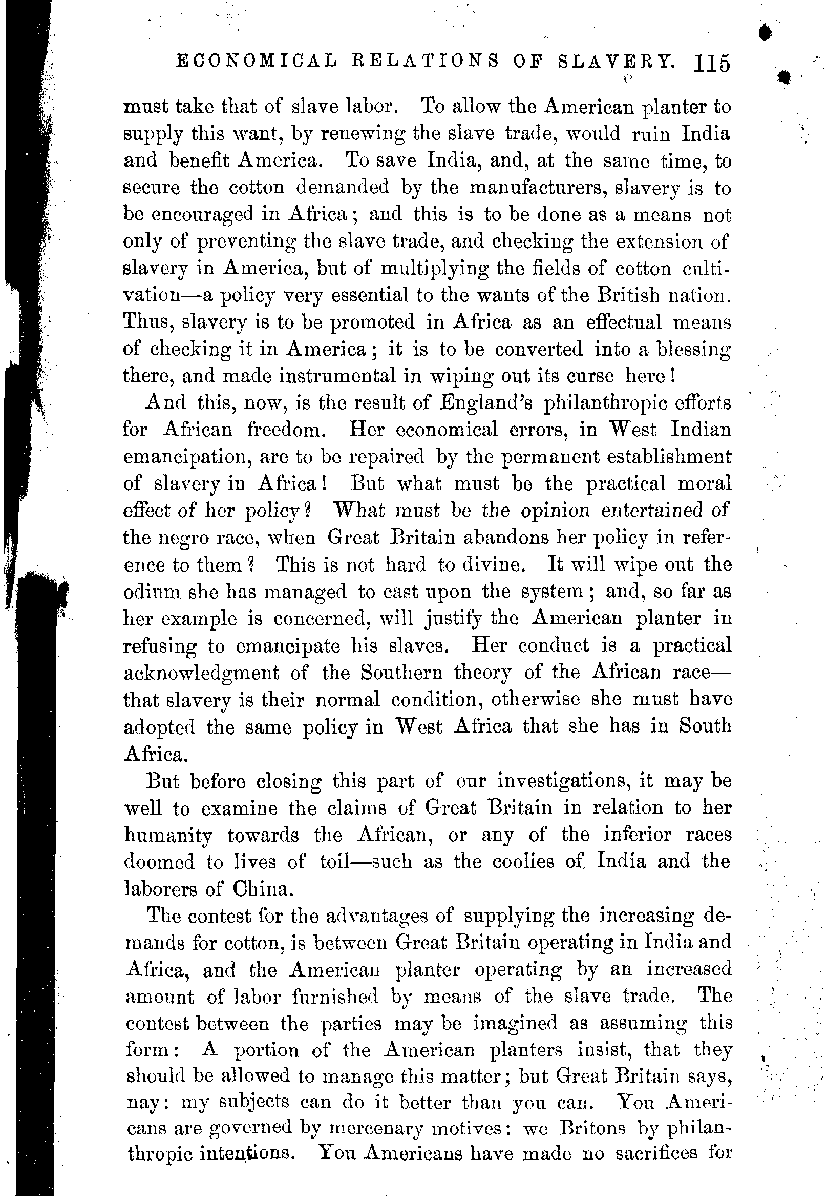 ECONOMICAL RELATIONS OF SLAVERY. 115
must take that of slave labor. To allow the American planter to
supply this want, by renewing the slave trade, would ruin India
and benefit America. To save India, and, at the same time, to
secure the cotton demanded by the manufacturers, slavery is to
be encouraged in Africa; and this is to be done as a means not
only of preventing the slave trade, and checking the extension of
slavery in America, but of multiplying the fields of cotton culti-
vation—a policy very essential to the wants of the British nation.
Thus, slavery is to be promoted in Africa as an effectual means
of checking it in America; it is to be converted into a blessing
there, and made instrumental in wiping out its curse here!
And this, now, is the result of England's philanthropic efforts
for African freedom. Her economical errors, in West Indian
emancipation, are to be repaired by the permanent establishment
of slavery in Africa! But what must be the practical moral
effect of her policy? What must be the opinion entertained of
the negro race, when Great Britain abandons her policy in refer-
ence to them? This is not hard to divine. It will wipe out the
odium she has managed to cast upon the system; and, so far as
her example is concerned, will justify the American planter in
refusing to emancipate his slaves. Her conduct is a practical
acknowledgment of the Southern theory of the African race—
that slavery is their normal condition, otherwise she must have
adopted the same policy in West Africa that she has in South
Africa.
But before closing this part of our investigations, it may be
well to examine the claims of Great Britain in relation to her
humanity towards the African, or any of the inferior races
doomed to lives of toil—such as the coolies of India and the
laborers of China.
The contest for the advantages of supplying the increasing de-
mands for cotton, is between Great Britain operating in India and
Africa, and the American planter operating by an increased
amount of labor furnished by means of the slave trade. The
contest between the parties may be imagined as assuming this
form: A portion of the American planters insist, that they
should be allowed to manage this matter; but Great Britain says,
nay: my subjects can do it better than you can. You Ameri-
cans are governed by mercenary motives: we Britons by philan-
thropic intentions. You Americans have made no sacrifices for